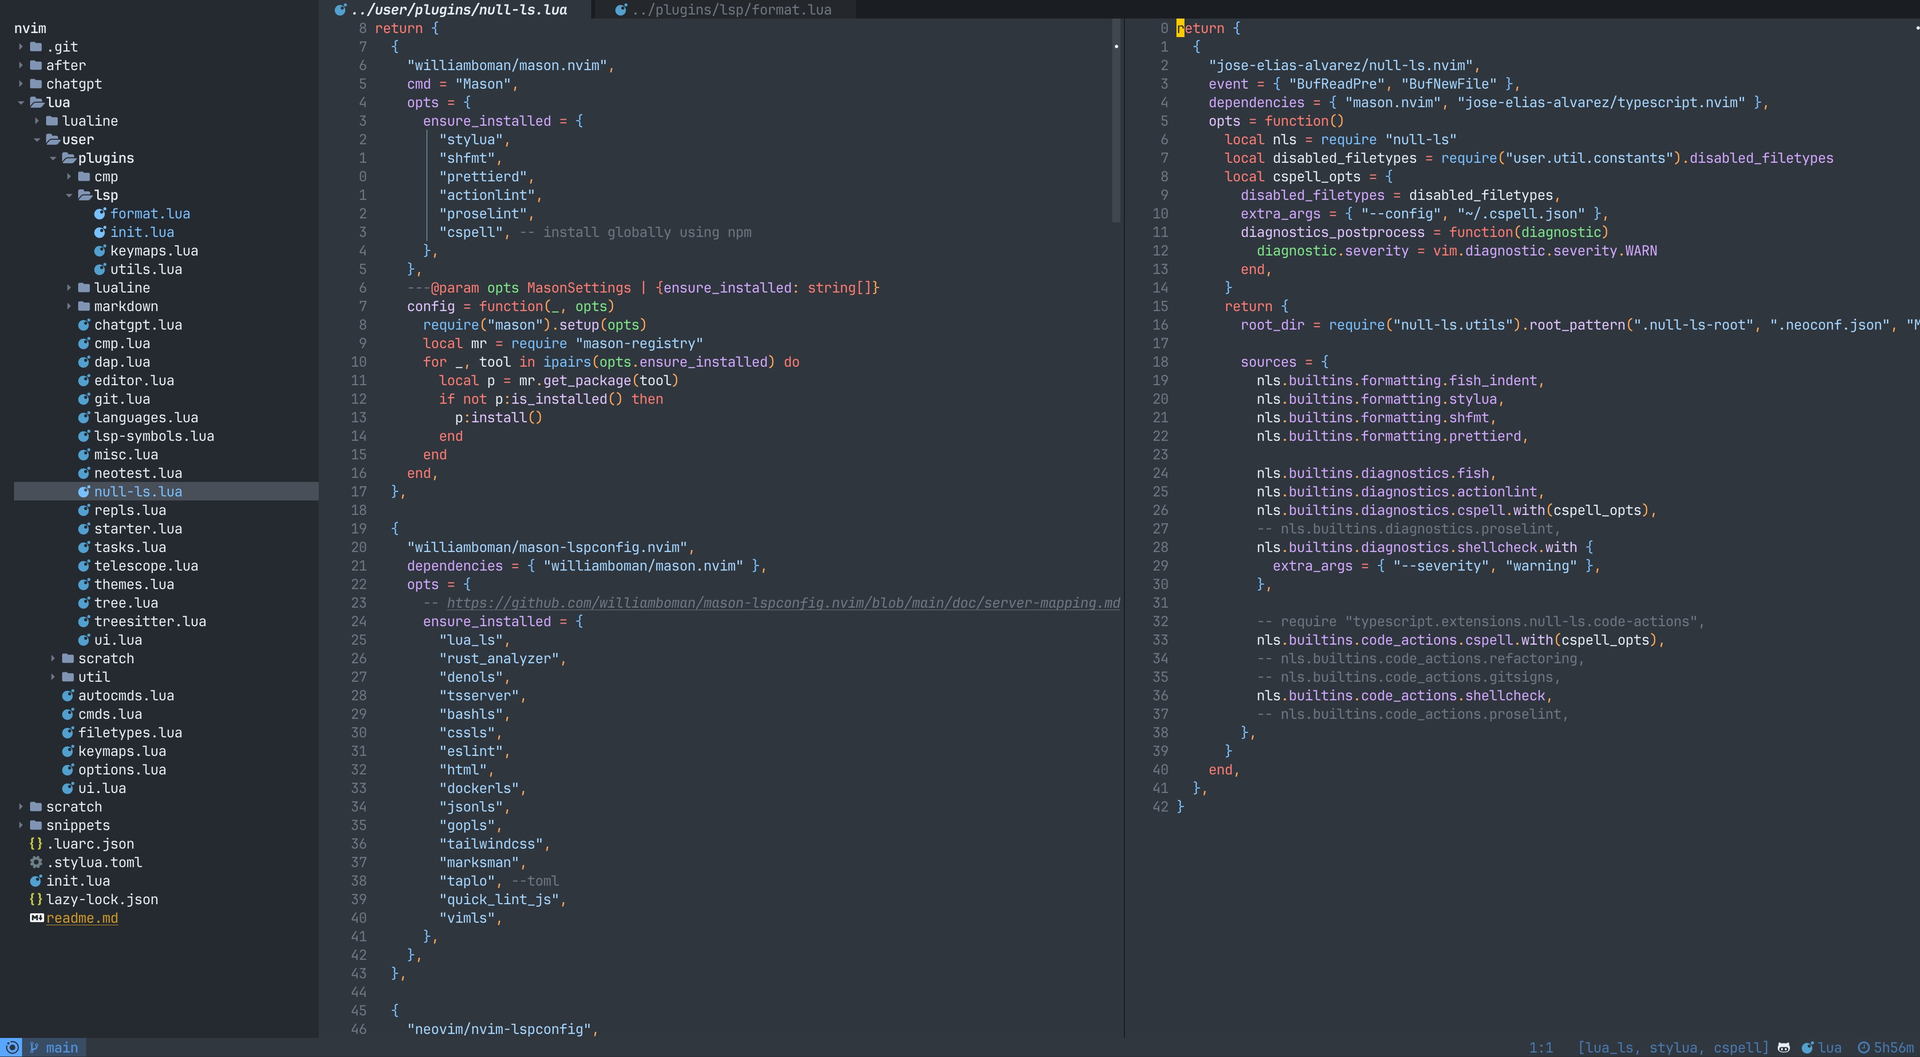 ../user/plugins/null-ls.lua
../plugins/lsp/format.lua
nvim
.git
after
chatgpt
lua
lualine
user
plugins
cmp
lsp
format.lua
init.lua
keymaps.lua
utils.lua
lualine
markdown
chatgpt.lua
cmp.lua
dap.lua
editor.lua
git.lua
languages.lua
lsp-symbols.lua
misc.lua
neotest.lua
null-ls.lua
repls.lua
starter.lua
tasks.lua
telescope.lua
themes.lua
tree.lua
treesitter.lua
ui.lua
scratch
util
autocmds.lua
cmds.lua
filetypes.lua
keymaps.lua
options.lua
ui.lua
scratch
snippets
{} .luarc.json
.stylua.toml
init.lua
{} lazy-lock.json
readme.md
8 return {
7   {
6     "williamboman/mason.nvim",
5     cmd = "Mason",
4     opts = {
3       ensure_installed = {
2         "stylua",
1         "shfmt",
0         "prettierd",
1         "actionlint",
2         "proselint",
3         "cspell", -- install globally using npm
4       },
5     },
6     ---@param opts MasonSettings | {ensure_installed: string[]}
7     config = function(_, opts)
8       require("mason").setup(opts)
9       local mr = require "mason-registry"
10       for _, tool in ipairs(opts.ensure_installed) do
11         local p = mr.get_package(tool)
12         if not p:is_installed() then
13           p:install()
14         end
15       end
16     end,
17   },
18
19   {
20     "williamboman/mason-lspconfig.nvim",
21     dependencies = { "williamboman/mason.nvim" },
22     opts = {
23       -- https://github.com/williamboman/mason-lspconfig.nvim/blob/main/doc/server-mapping.md
24       ensure_installed = {
25         "lua_ls",
26         "rust_analyzer",
27         "denols",
28         "tsserver",
29         "bashls",
30         "cssls",
31         "eslint",
32         "html",
33         "dockerls",
34         "jsonls",
35         "gopls",
36         "tailwindcss",
37         "marksman",
38         "taplo", --toml
39         "quick_lint_js",
40         "vimls",
41       },
42     },
43   },
44
45   {
46     "neovim/nvim-lspconfig",
0 return {
1   {
2     "jose-elias-alvarez/null-ls.nvim",
3     event = { "BufReadPre", "BufNewFile" },
4     dependencies = { "mason.nvim", "jose-elias-alvarez/typescript.nvim" },
5     opts = function()
6       local nls = require "null-ls"
7       local disabled_filetypes = require("user.util.constants").disabled_filetypes
8       local cspell_opts = {
9         disabled_filetypes = disabled_filetypes,
10         extra_args = { "--config", "~/.cspell.json" },
11         diagnostics_postprocess = function(diagnostic)
12           diagnostic.severity = vim.diagnostic.severity.WARN
13         end,
14       }
15       return {
16         root_dir = require("null-ls.utils").root_pattern(".null-ls-root", ".neoconf.json", "M
17
18         sources = {
19           nls.builtins.formatting.fish_indent,
20           nls.builtins.formatting.stylua,
21           nls.builtins.formatting.shfmt,
22           nls.builtins.formatting.prettierd,
23
24           nls.builtins.diagnostics.fish,
25           nls.builtins.diagnostics.actionlint,
26           nls.builtins.diagnostics.cspell.with(cspell_opts),
27           -- nls.builtins.diagnostics.proselint,
28           nls.builtins.diagnostics.shellcheck.with {
29             extra_args = { "--severity", "warning" },
30           },
31
32           -- require "typescript.extensions.null-ls.code-actions",
33           nls.builtins.code_actions.cspell.with(cspell_opts),
34           -- nls.builtins.code_actions.refactoring,
35           -- nls.builtins.code_actions.gitsigns,
36           nls.builtins.code_actions.shellcheck,
37           -- nls.builtins.code_actions.proselint,
38         },
39       }
40     end,
41   },
42 }
main
1:1 [lua_ls, stylua, cspell] lua 5h56m